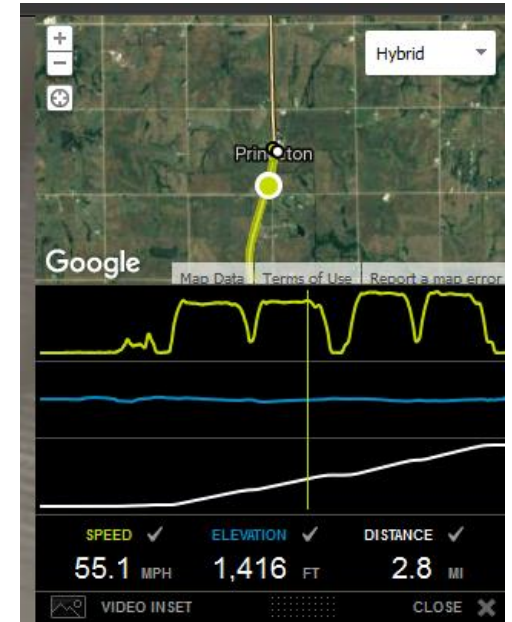 +
−
Hybrid
Google
Map Data Terms of Use Report a map error
SPEED ELEVATION DISTANCE
55.1 MPH 1,416 FT 2.8 MI
VIDEO INSET CLOSE